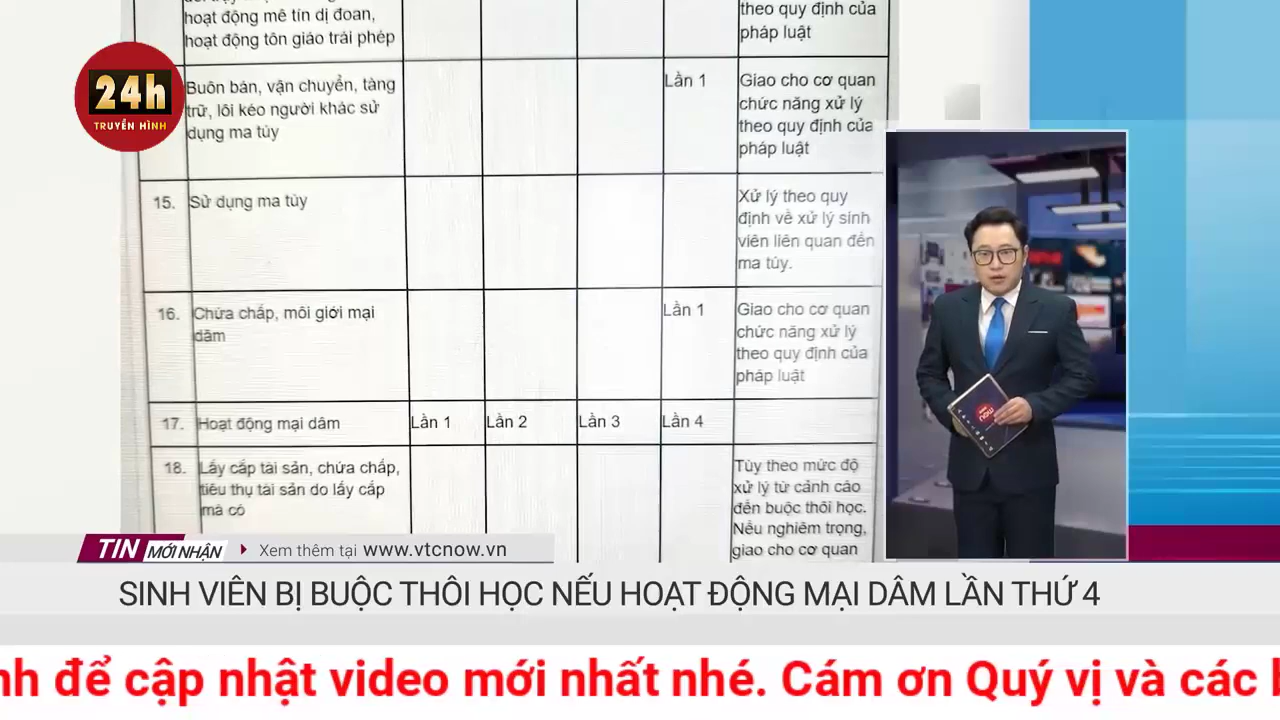 hoạt động mê tín dị đoan,
hoạt động tôn giáo trái phép
theo quy định của
pháp luật
24h
TRUYỀN HÌNH
Buôn bán, vận chuyển, tàng
trữ, lôi kéo người khác sử
dụng ma túy
Lần 1
Giao cho cơ quan
chức năng xử lý
theo quy định của
pháp luật
15.
Sử dụng ma túy
Xử lý theo quy
định về xử lý sinh
viên liên quan đến
ma túy.
16.
Chứa chấp, môi giới mại
dâm
Lần 1
Giao cho cơ quan
chức năng xử lý
theo quy định của
pháp luật
17. Hoạt động mại dâm Lần 1 Lần 2 Lần 3 Lần 4
18.
Lấy cắp tài sản, chứa chấp,
tiêu thụ tài sản do lấy cắp
mà có
Tùy theo mức độ
xử lý từ cảnh cáo
đến buộc thôi học.
Nếu nghiêm trọng,
giao cho cơ quan
TIN MỚI NHẬN Xem thêm tại www.vtcnow.vn
SINH VIÊN BỊ BUỘC THÔI HỌC NẾU HOẠT ĐỘNG MẠI DÂM LẦN THỨ 4
nh để cập nhật video mới nhất nhé. Cám ơn Quý vị và các b